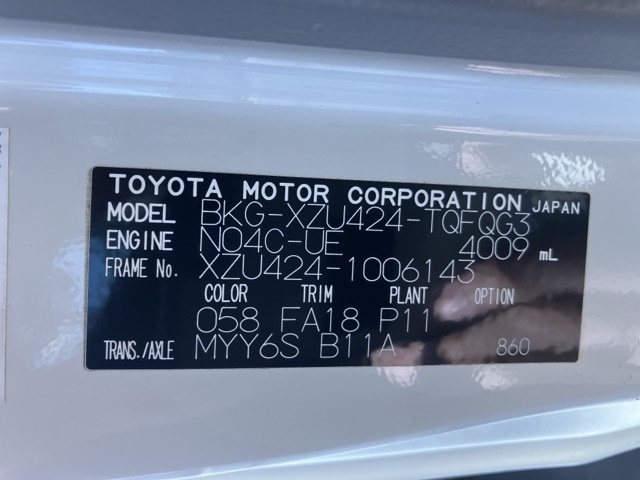 TOYOTA MOTOR CORPORATION JAPAN
MODEL BKG-XZU424-TQFQG3
ENGINE N04C-UE 4009 mL
FRAME No. XZU424-1006143
COLOR TRIM PLANT OPTION
058 FA18 P11
TRANS./AXLE MYY6S B11A 860